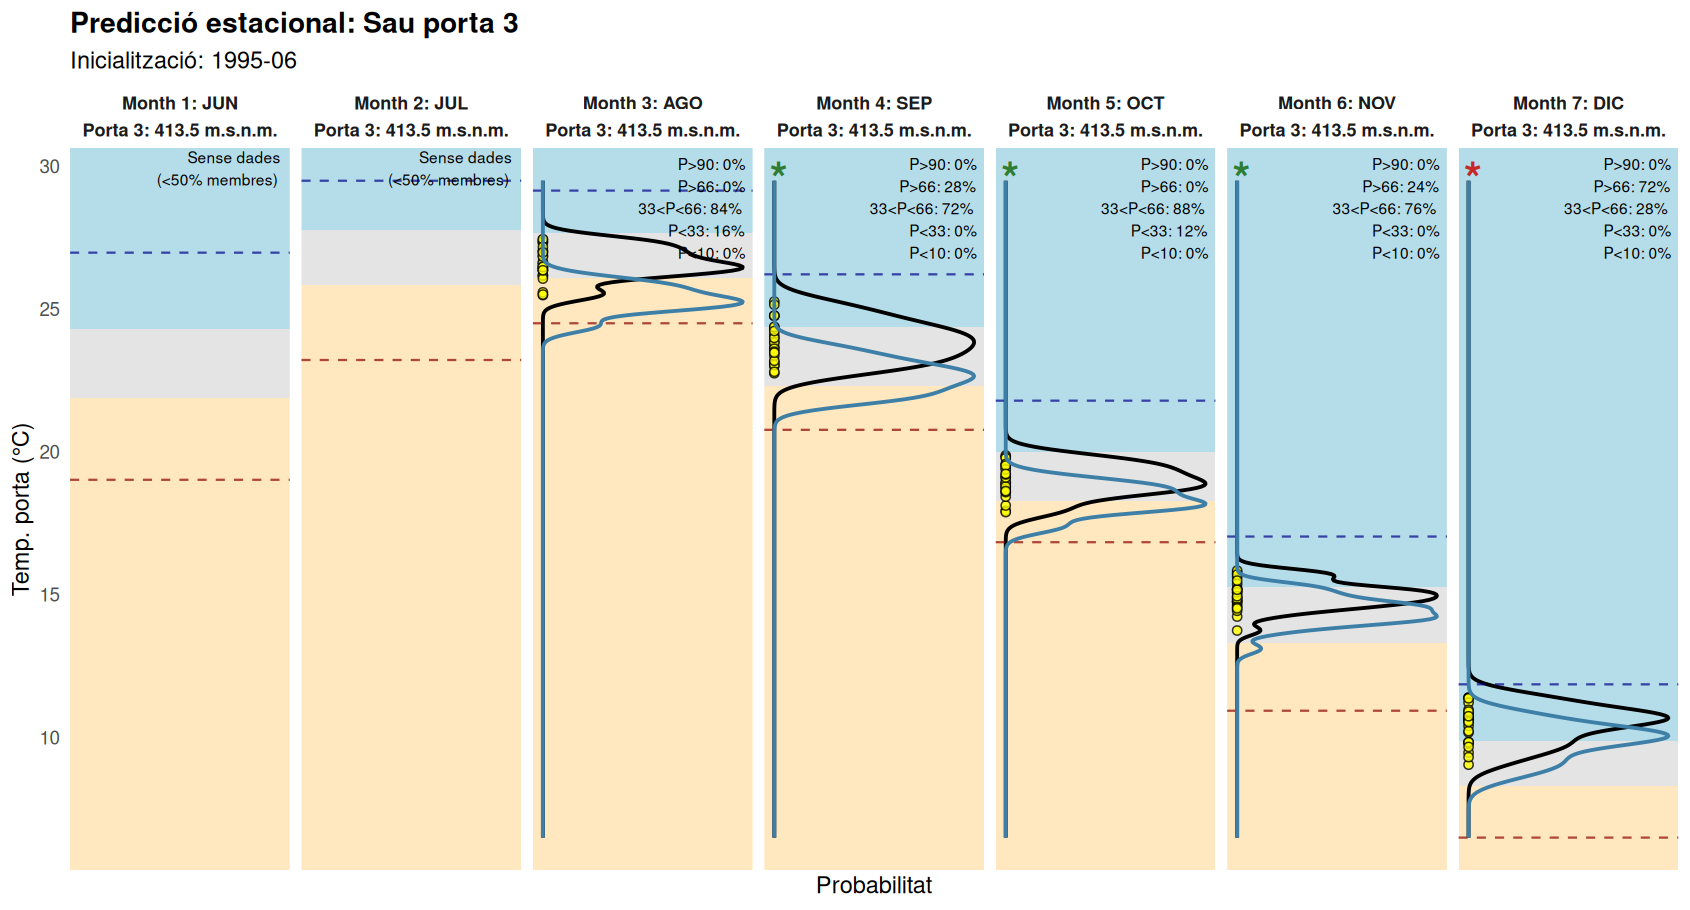 Predicció estacional: Sau porta 3
Inicialització: 1995-06
Month 1: JUN
Porta 3: 413.5 m.s.n.m.
Month 2: JUL
Porta 3: 413.5 m.s.n.m.
Month 3: AGO
Porta 3: 413.5 m.s.n.m.
Month 4: SEP
Porta 3: 413.5 m.s.n.m.
Month 5: OCT
Porta 3: 413.5 m.s.n.m.
Month 6: NOV
Porta 3: 413.5 m.s.n.m.
Month 7: DIC
Porta 3: 413.5 m.s.n.m.
Temp. porta (°C)
30
25
20
15
10
Sense dades
(<50% membres)
Sense dades
(<50% membres)
P>90: 0%
P>66: 0%
33<P<66: 84%
P<33: 16%
P<10: 0%
*
P>90: 0%
P>66: 28%
33<P<66: 72%
P<33: 0%
P<10: 0%
*
P>90: 0%
P>66: 0%
33<P<66: 88%
P<33: 12%
P<10: 0%
*
P>90: 0%
P>66: 24%
33<P<66: 76%
P<33: 0%
P<10: 0%
*
P>90: 0%
P>66: 72%
33<P<66: 28%
P<33: 0%
P<10: 0%
Probabilitat